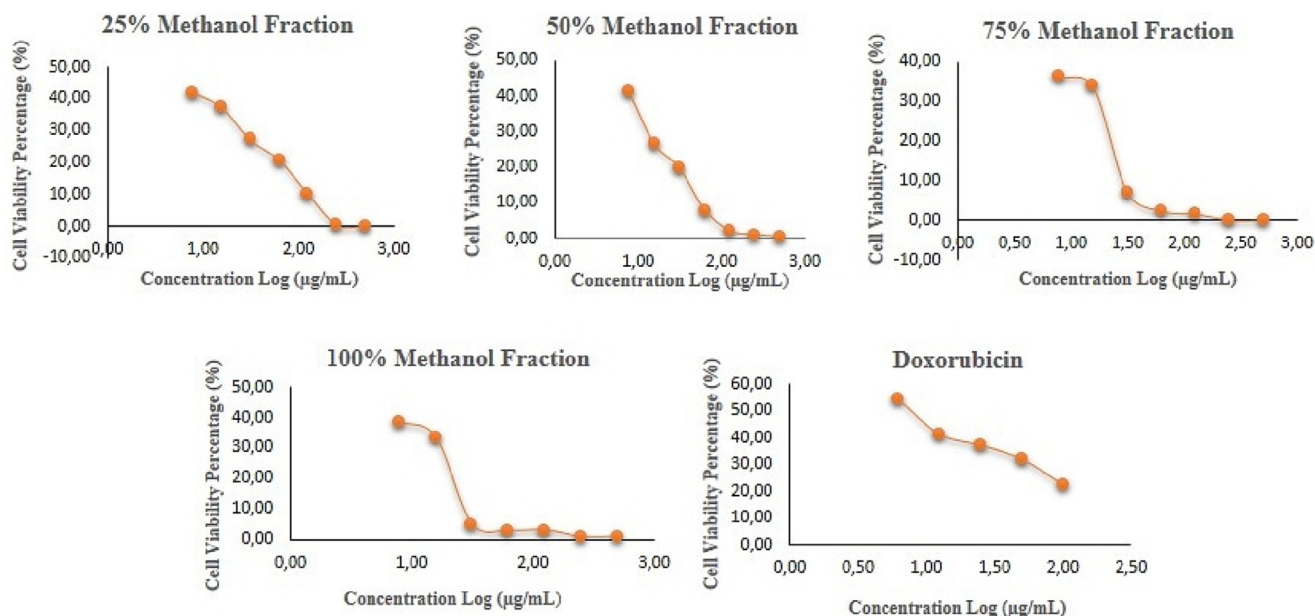 25% Methanol Fraction
Cell Viability Percentage (%)
50,00
40,00
30,00
20,00
10,00
0,00
-10,00
0,00 1,00 2,00 3,00
Concentration Log (µg/mL)
50% Methanol Fraction
Cell Viability Percentage (%)
50,00
40,00
30,00
20,00
10,00
0,00
0,00 1,00 2,00 3,00
Concentration Log (µg/mL)
75% Methanol Fraction
Cell Viability Percentage (%)
40,00
30,00
20,00
10,00
0,00
-10,00
0,00 0,50 1,00 1,50 2,00 2,50 3,00
Concentration Log (µg/mL)
100% Methanol Fraction
Cell Viability Percentage (%)
50,00
40,00
30,00
20,00
10,00
0,00
0,00 1,00 2,00 3,00
Concentration Log (µg/mL)
Doxorubicin
Cell Viability Percentage (%)
60,00
50,00
40,00
30,00
20,00
10,00
0,00
0,00 0,50 1,00 1,50 2,00 2,50
Concentration Log (µg/mL)